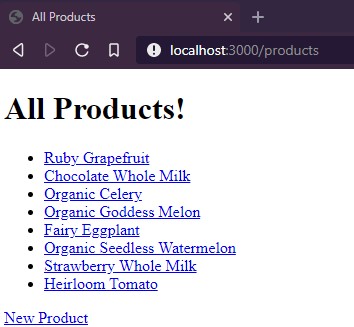 All Products
localhost:3000/products
All Products!
Ruby Grapefruit
Chocolate Whole Milk
Organic Celery
Organic Goddess Melon
Fairy Eggplant
Organic Seedless Watermelon
Strawberry Whole Milk
Heirloom Tomato
New Product